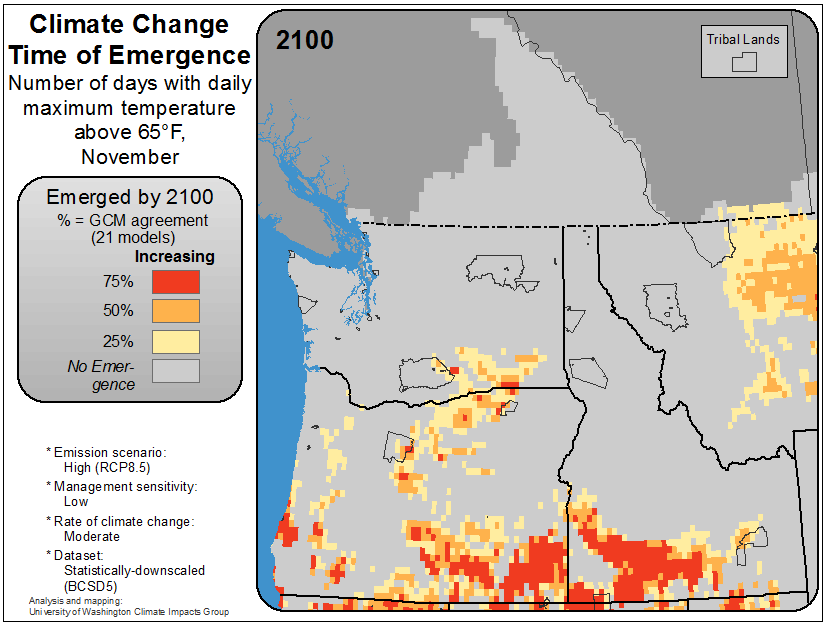 Climate Change
Time of Emergence
Number of days with daily
maximum temperature
above 65°F,
November
Emerged by 2100
% = GCM agreement
(21 models)
Increasing
75%
50%
25%
No Emer-
gence
* Emission scenario:
High (RCP8.5)
* Management sensitivity:
Low
* Rate of climate change:
Moderate
* Dataset:
Statistically-downscaled
(BCSD5)
Analysis and mapping:
University of Washington Climate Impacts Group
2100
Tribal Lands